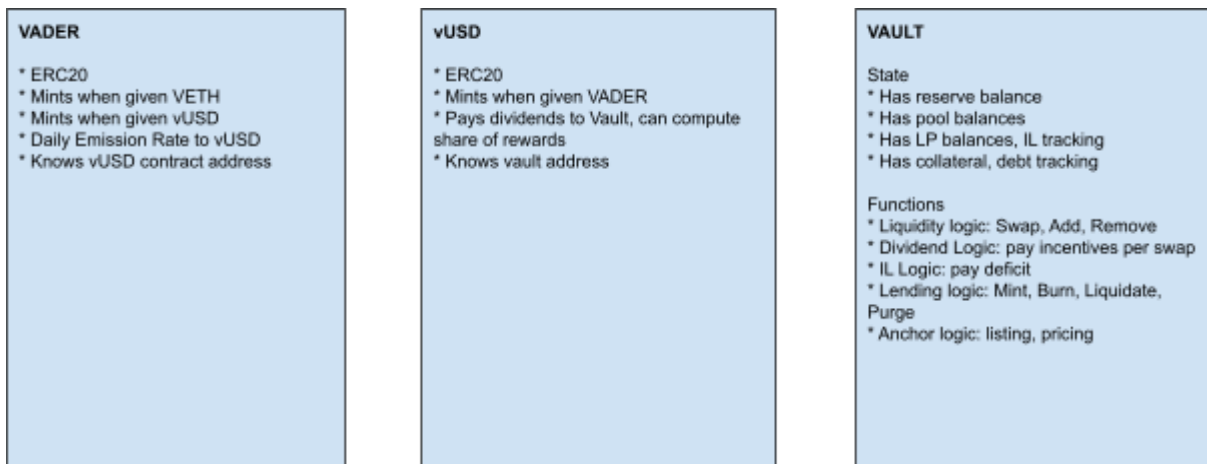 VADER
* ERC20
* Mints when given VETH
* Mints when given vUSD
* Daily Emission Rate to vUSD
* Knows vUSD contract address
vUSD
* ERC20
* Mints when given VADER
* Pays dividends to Vault, can compute
share of rewards
* Knows vault address
VAULT
State
* Has reserve balance
* Has pool balances
* Has LP balances, IL tracking
* Has collateral, debt tracking
Functions
* Liquidity logic: Swap, Add, Remove
* Dividend Logic: pay incentives per swap
* IL Logic: pay deficit
* Lending logic: Mint, Burn, Liquidate,
Purge
* Anchor logic: listing, pricing